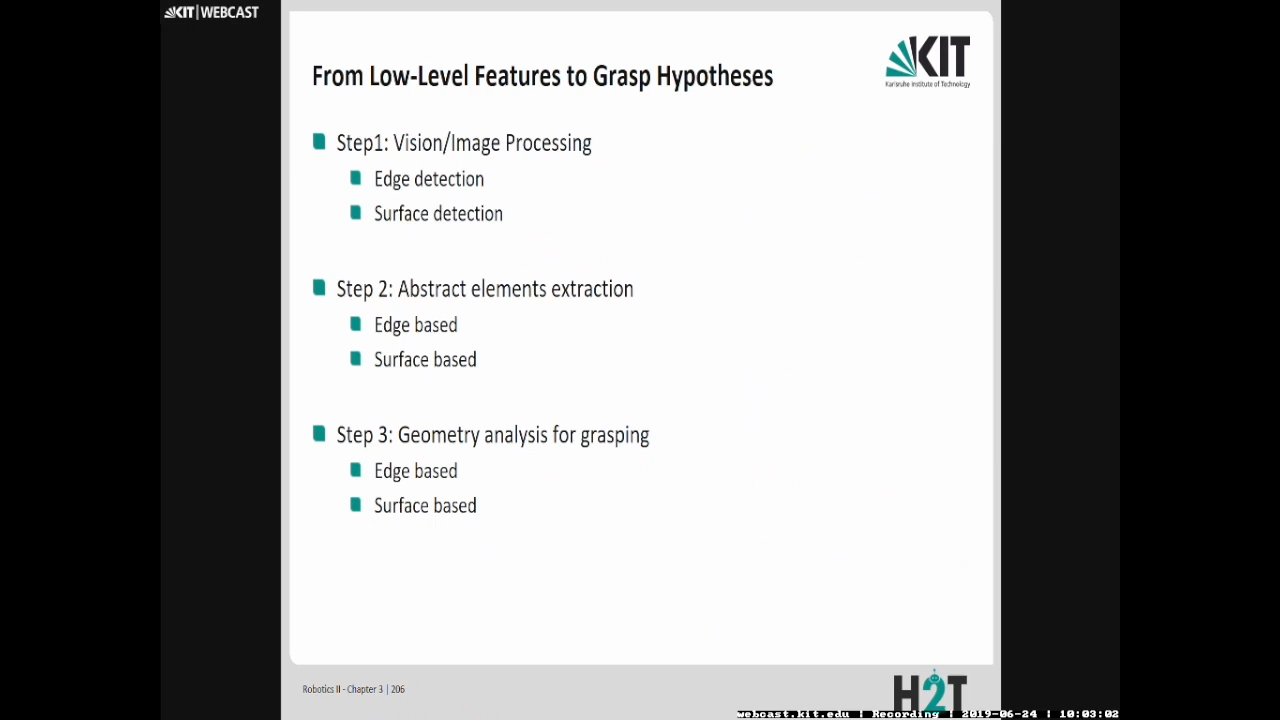 KIT | WEBCAST
KIT
Karlsruhe Institute of Technology
From Low-Level Features to Grasp Hypotheses
Step1: Vision/Image Processing
Edge detection
Surface detection
Step 2: Abstract elements extraction
Edge based
Surface based
Step 3: Geometry analysis for grasping
Edge based
Surface based
Robotics II - Chapter 3 | 206
H2T
webcast.kit.edu | Recording | 2019-06-24 | 10:03:02